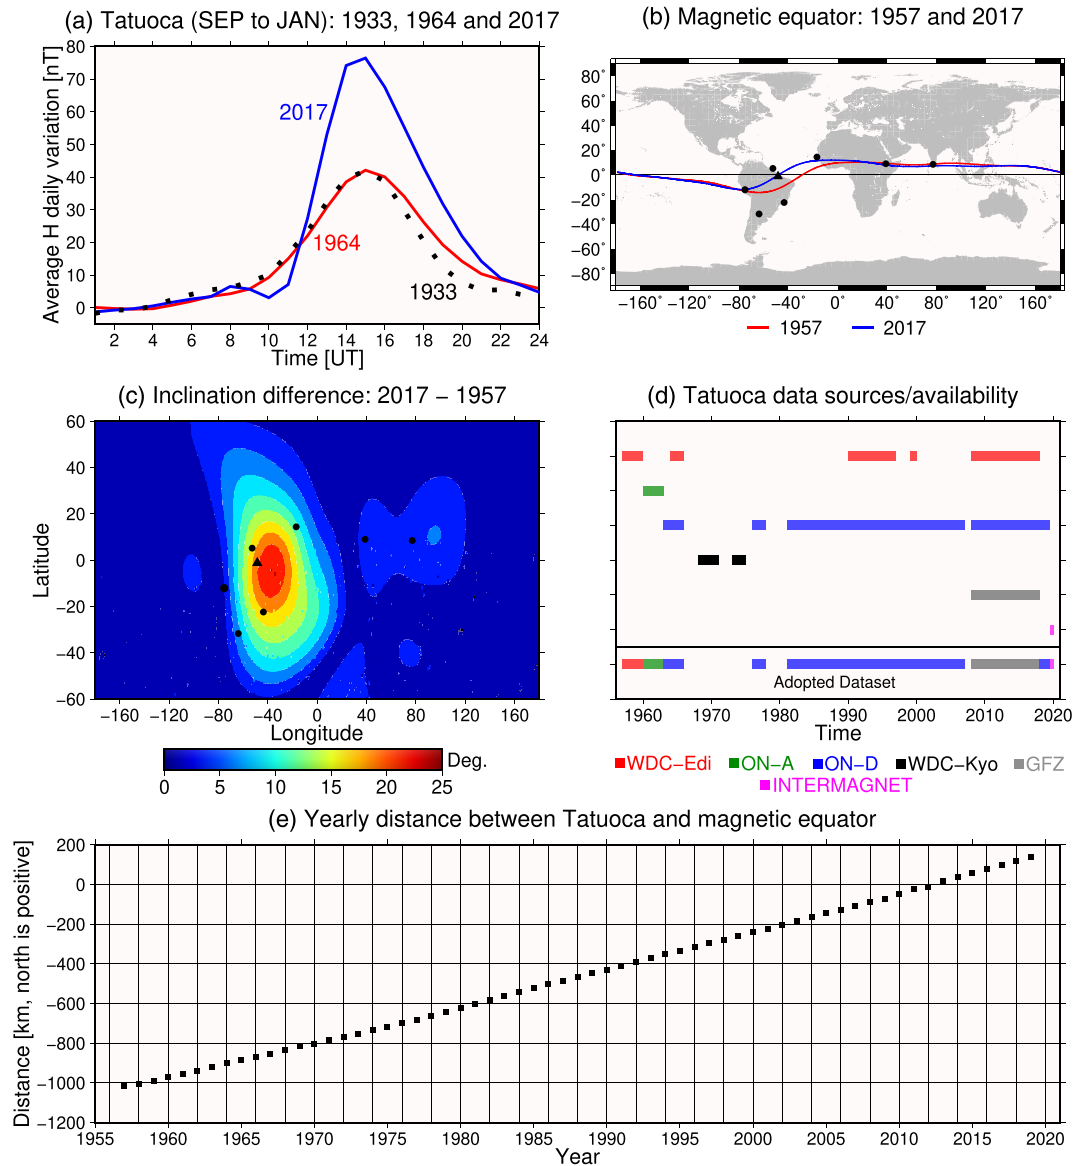 (a) Tatuoca (SEP to JAN): 1933, 1964 and 2017
80
70
60
50
40
30
20
10
0
Average H daily variation [nT]
2017
1964
1933
2 4 6 8 10 12 14 16 18 20 22 24
Time [UT]
(b) Magnetic equator: 1957 and 2017
80°
60°
40°
20°
0°
−20°
−40°
−60°
−80°
−160° −120° −80° −40° 0° 40° 80° 120° 160°
1957 2017
(c) Inclination difference: 2017 − 1957
60
40
20
0
−20
−40
−60
Latitude
−160 −120 −80 −40 0 40 80 120 160
Longitude
0 5 10 15 20 25
Deg.
(d) Tatuoca data sources/availability
Adopted Dataset
1960 1970 1980 1990 2000 2010 2020
Time
WDC−Edi ON−A ON−D WDC−Kyo GFZ
INTERMAGNET
(e) Yearly distance between Tatuoca and magnetic equator
200
0
−200
−400
−600
−800
−1000
−1200
Distance [km, north is positive]
1955 1960 1965 1970 1975 1980 1985 1990 1995 2000 2005 2010 2015 2020
Year